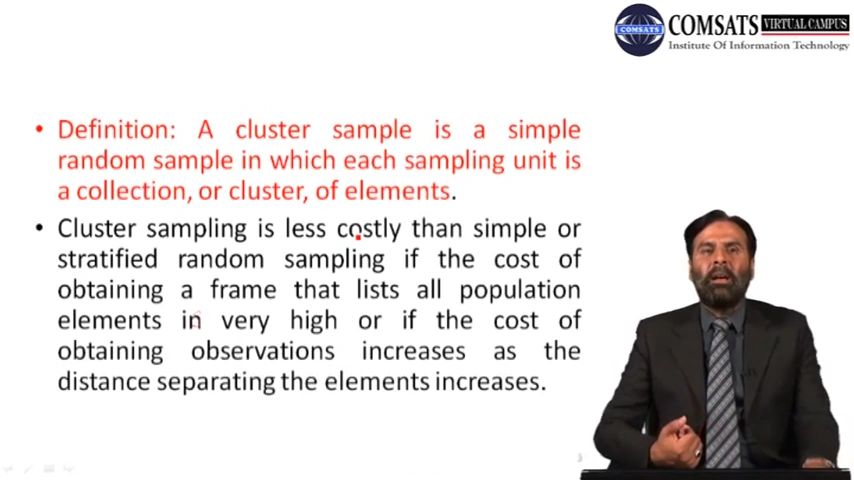 COMSATS
COMSATS VIRTUAL CAMPUS
Institute Of Information Technology
• Definition: A cluster sample is a simple
random sample in which each sampling unit is
a collection, or cluster, of elements.
• Cluster sampling is less costly than simple or
stratified random sampling if the cost of
obtaining a frame that lists all population
elements in very high or if the cost of
obtaining observations increases as the
distance separating the elements increases.